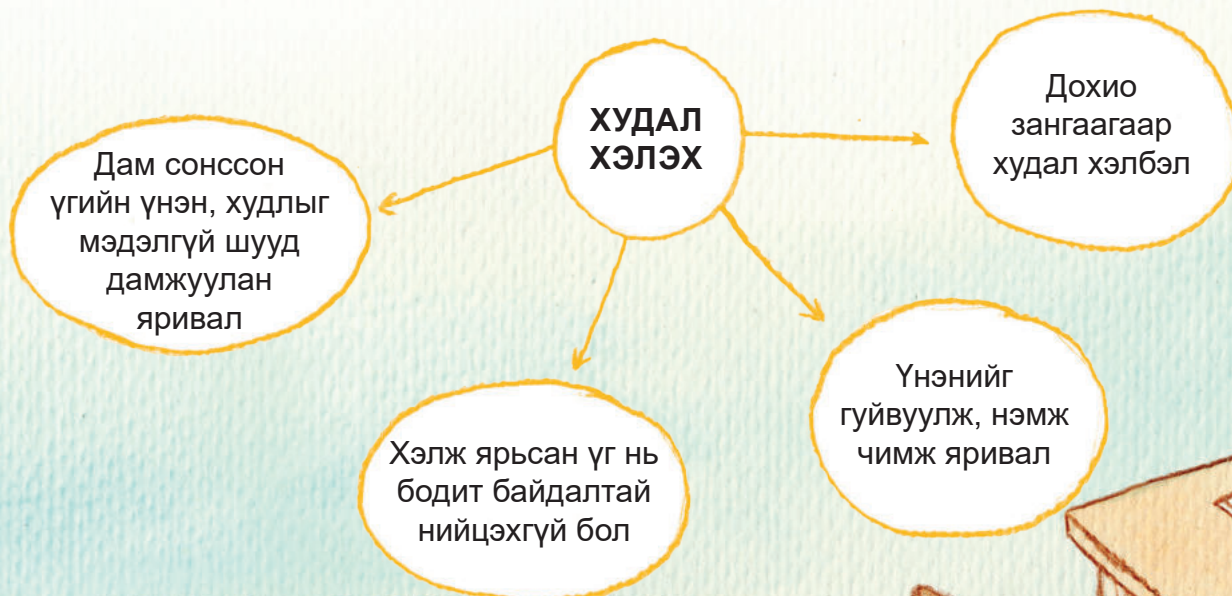 ХУДАЛ
ХЭЛЭХ
Дохио
зангаагаар
худал хэлбэл
Дам сонссон
үгийн үнэн, худлыг
мэдэлгүй шууд
дамжуулан
яривал
Үнэнийг
гуйвуулж, нэмж
чимж яривал
Хэлж ярьсан үг нь
бодит байдалтай
нийцэхгүй бол